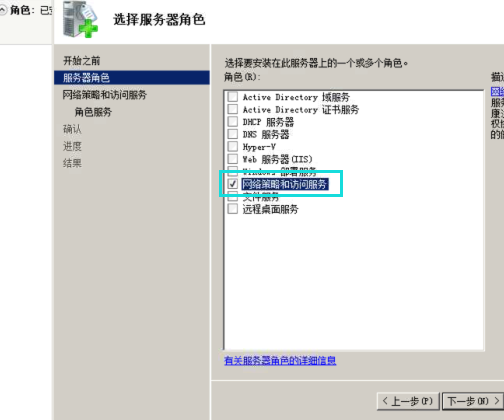 角色：
选择服务器角色
开始之前
服务器角色
网络策略和访问服务
角色服务
确认
进度
结果
选择要安装在此服务器上的一个或多个角色。
角色(R)：
Active Directory 域服务
Active Directory 证书服务
DHCP 服务器
DNS 服务器
Hyper-V
Web 服务器(IIS)
Windows 部署服务
网络策略和访问服务
文件服务
远程桌面服务
有关服务器角色的详细信息
< 上一步(P)
下一步(N) >